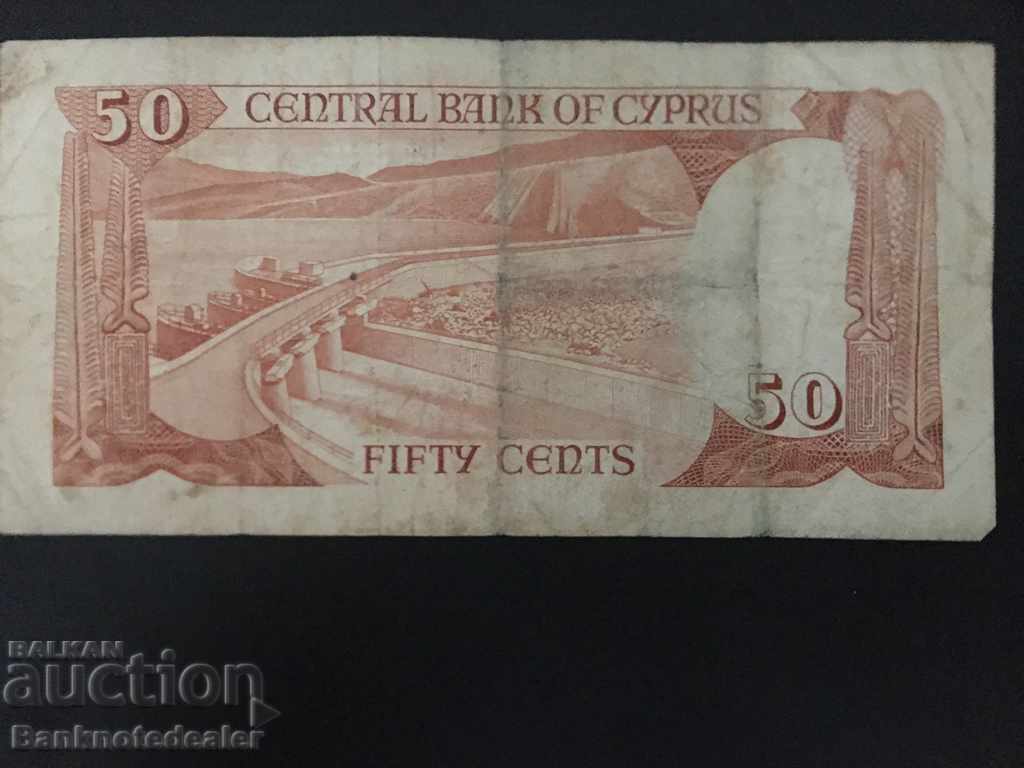 50 CENTRAL BANK OF CYPRUS
50
FIFTY CENTS
BALKAN
auction
Banknotedealer